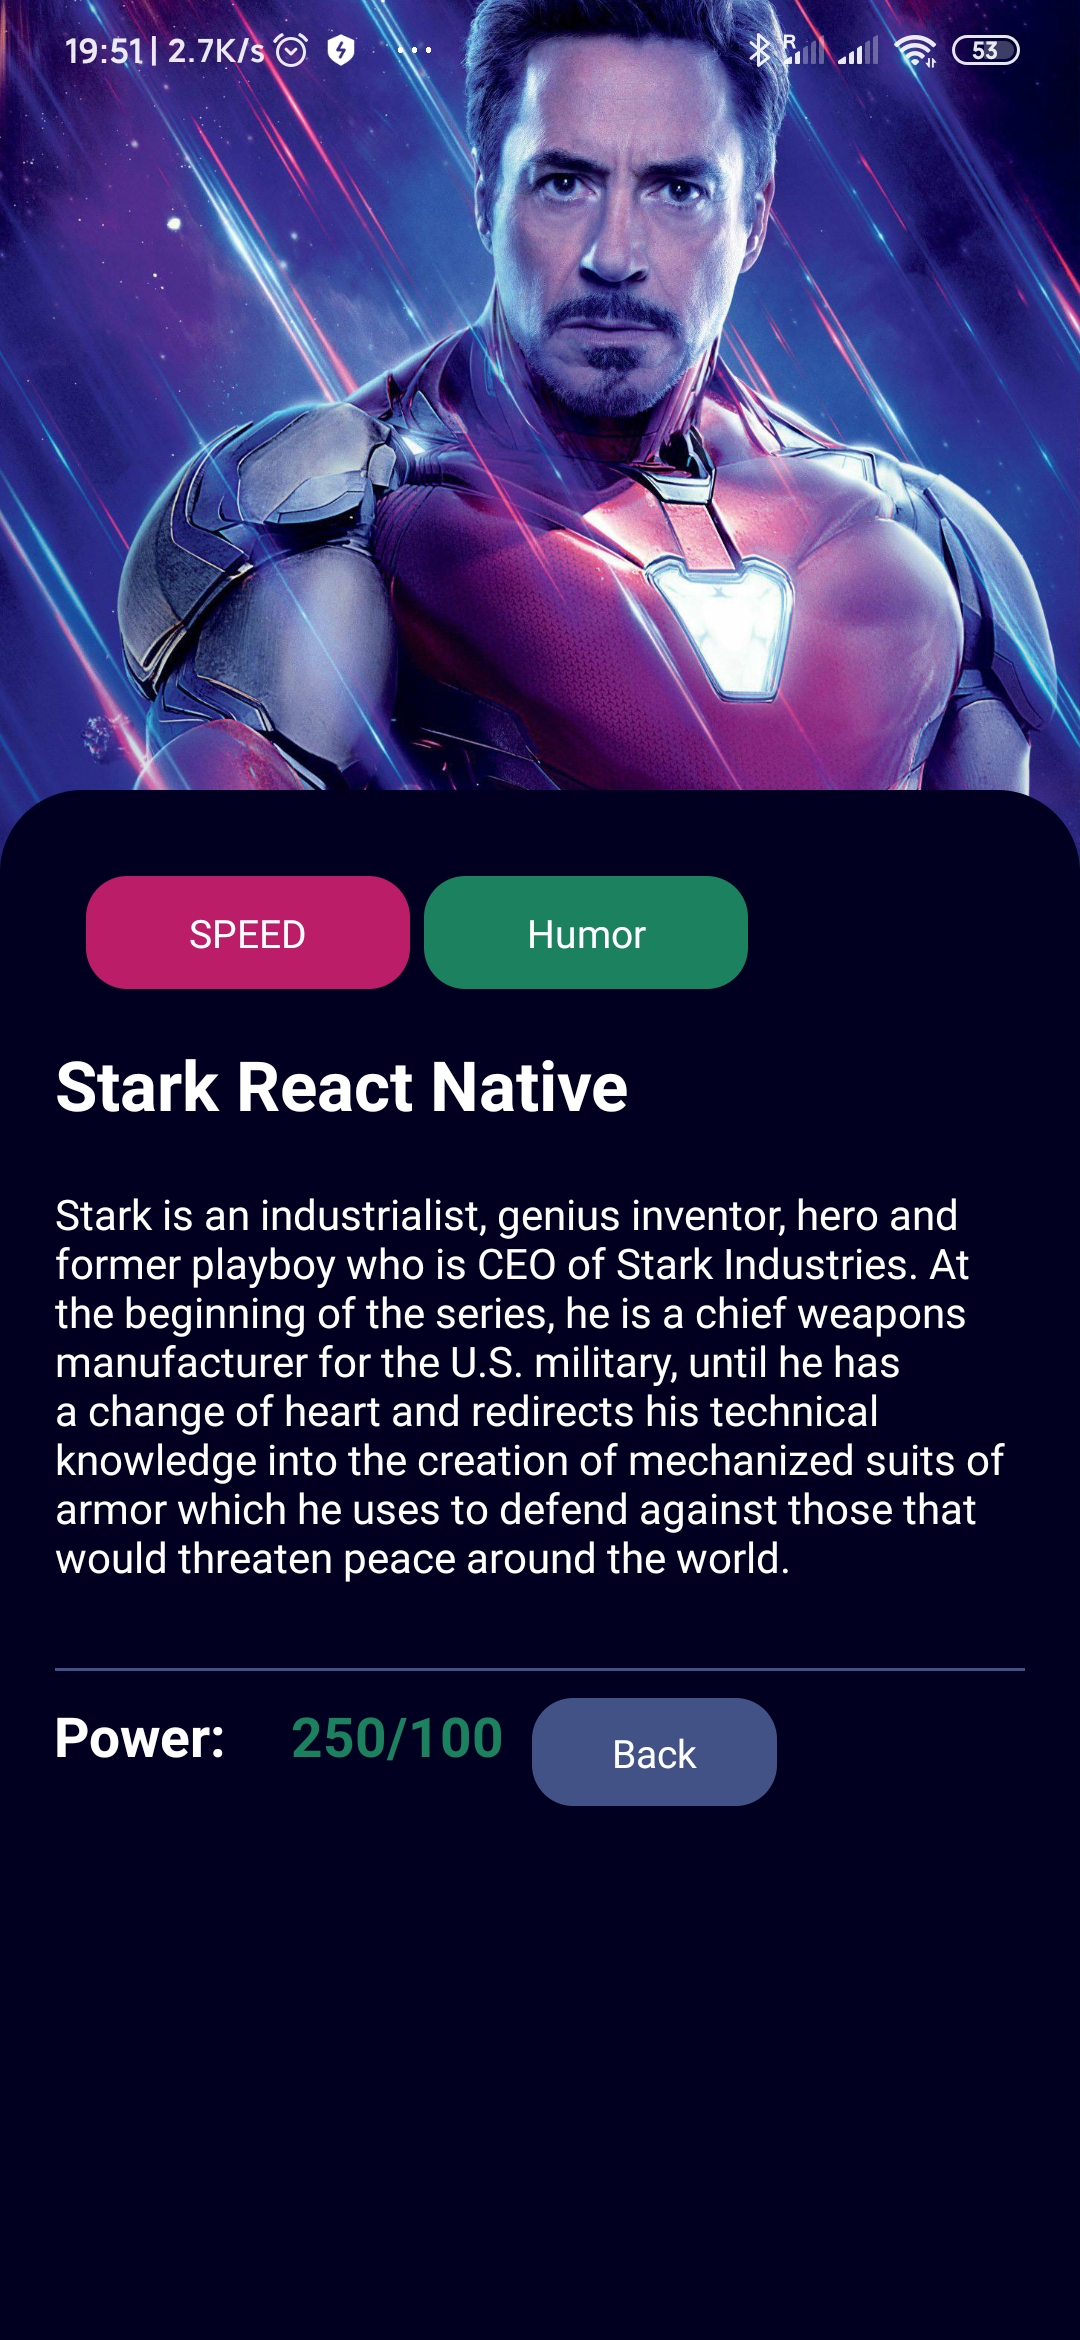 19:51 | 2.7K/s ... R 53
SPEED Humor
Stark React Native
Stark is an industrialist, genius inventor, hero and
former playboy who is CEO of Stark Industries. At
the beginning of the series, he is a chief weapons
manufacturer for the U.S. military, until he has
a change of heart and redirects his technical
knowledge into the creation of mechanized suits of
armor which he uses to defend against those that
would threaten peace around the world.
Power: 250/100 Back